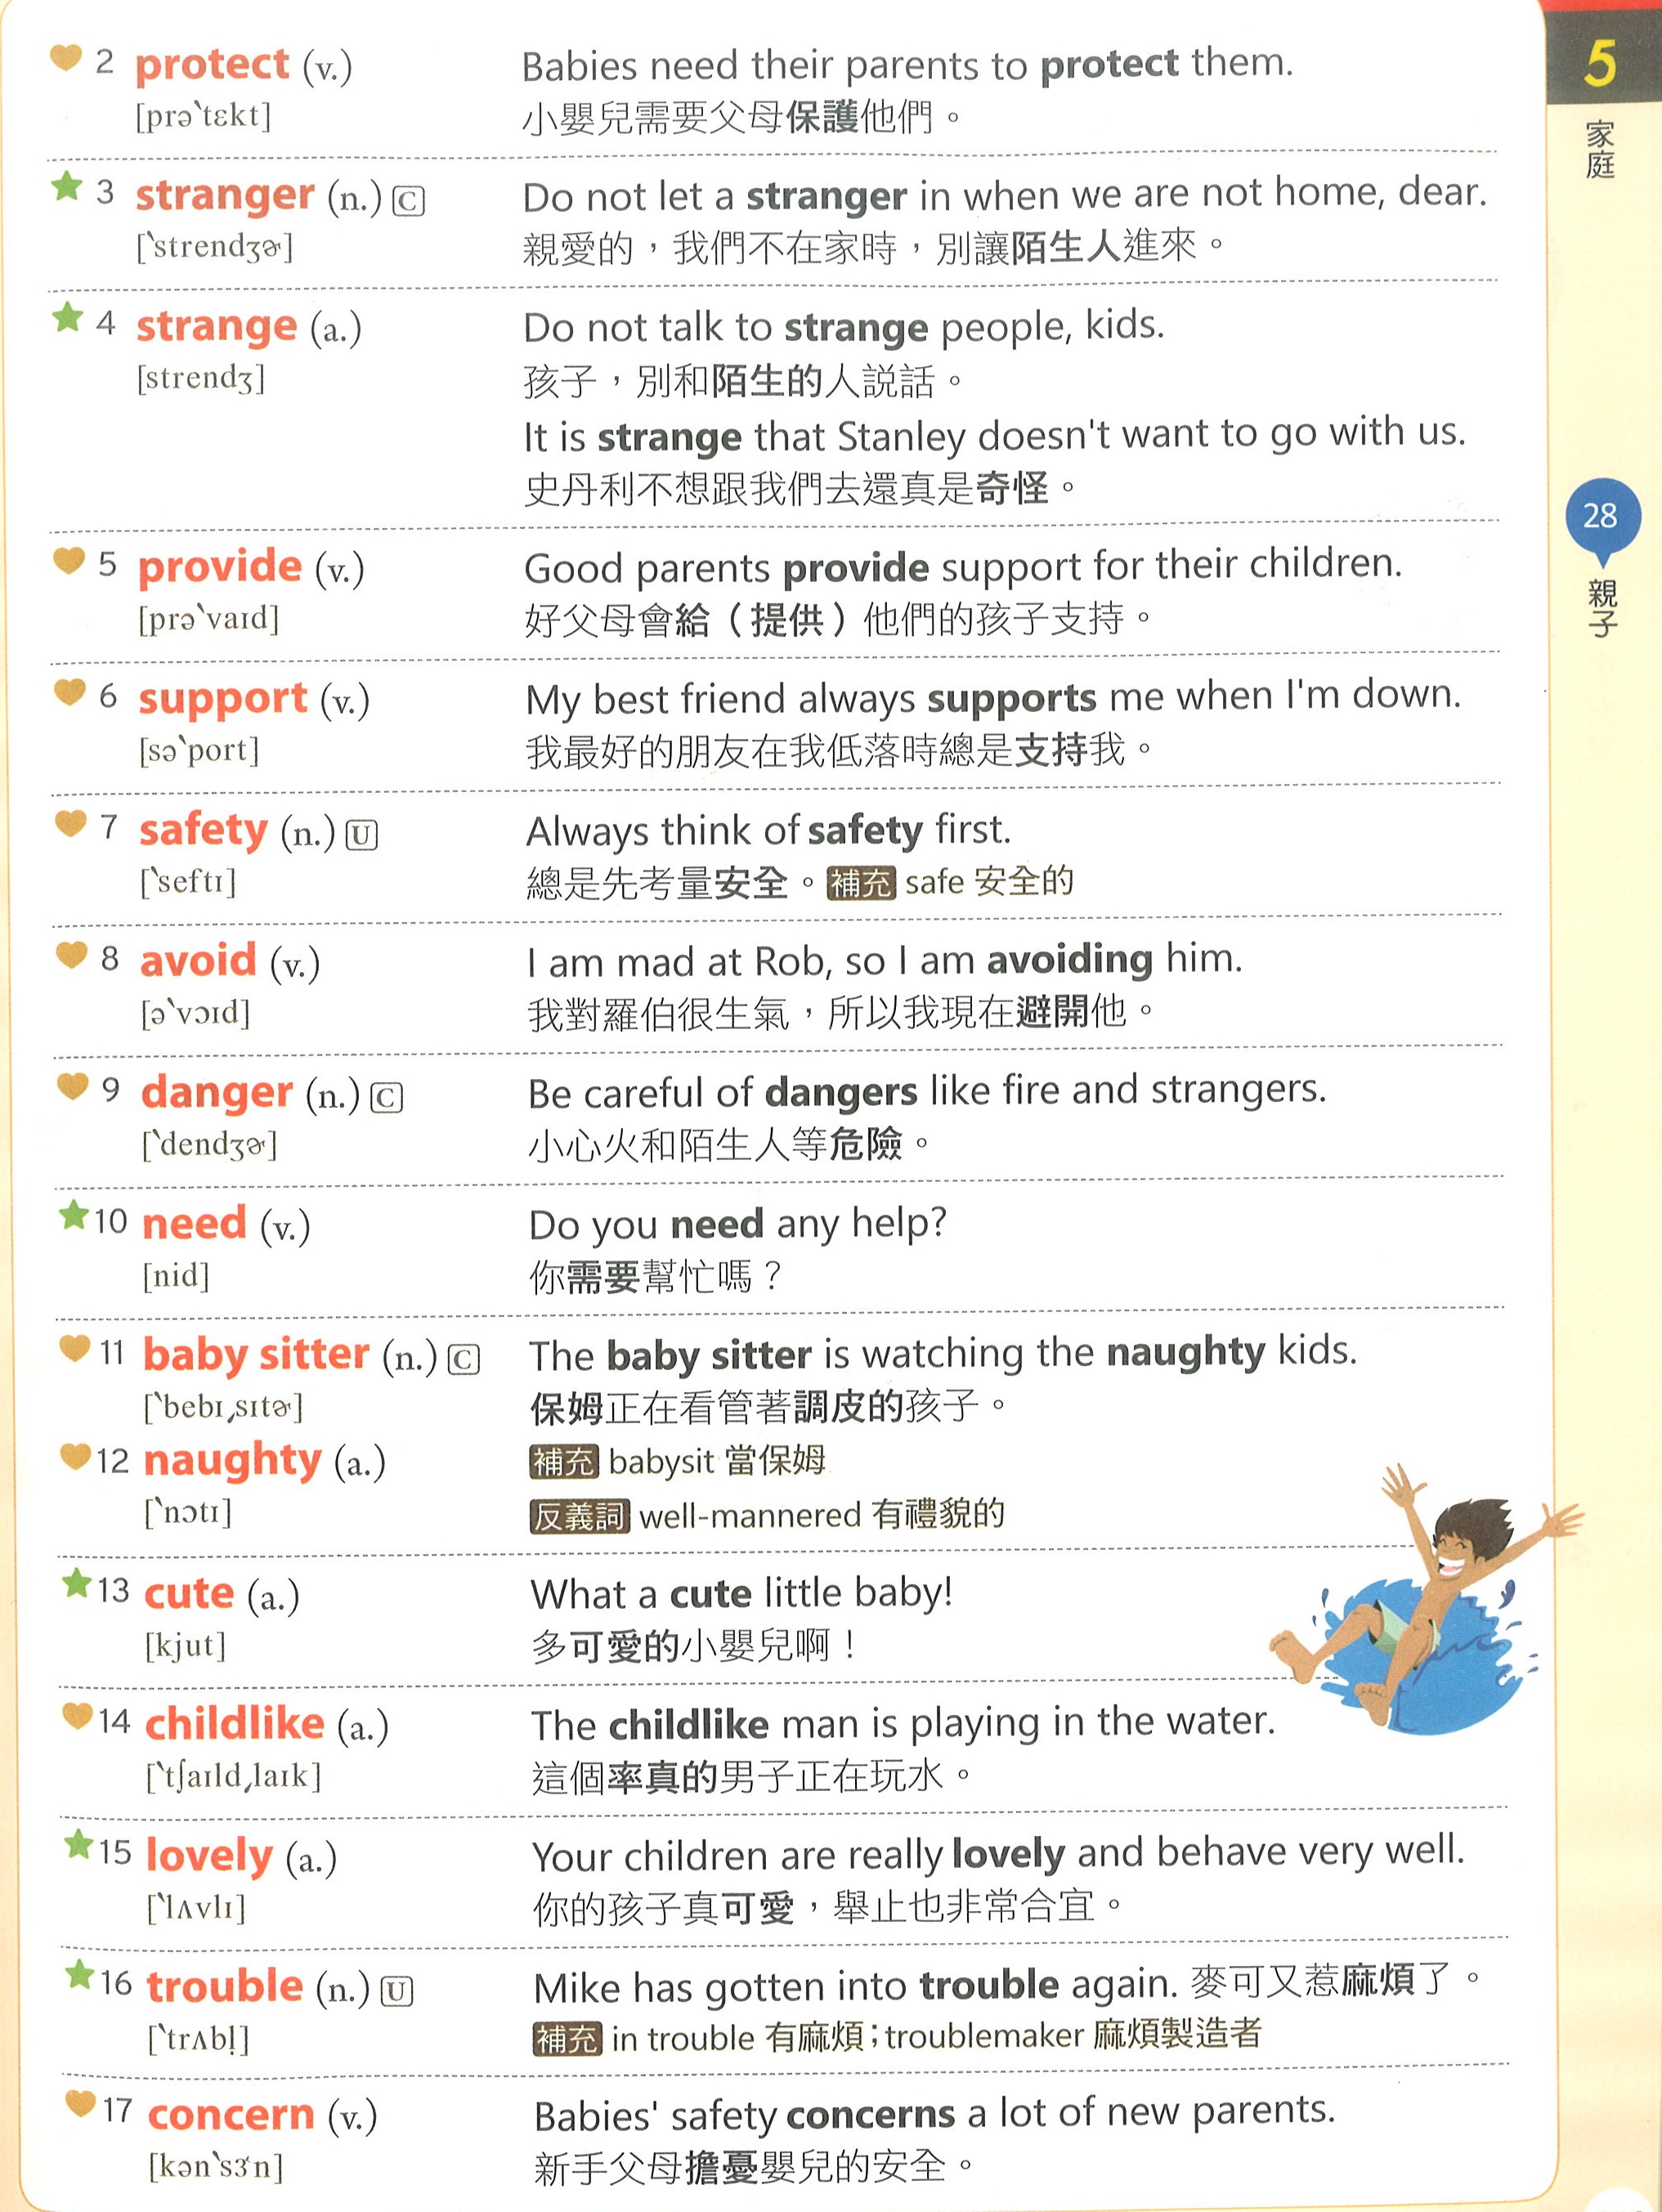 2 protect (v.) Babies need their parents to protect them.
[prəˋtɛkt] 小嬰兒需要父母保護他們。
3 stranger (n.) C Do not let a stranger in when we are not home, dear.
[ˋstrendʒɚ] 親愛的，我們不在家時，別讓陌生人進來。
4 strange (a.) Do not talk to strange people, kids.
[strendʒ] 孩子，別和陌生的人說話。
It is strange that Stanley doesn't want to go with us.
史丹利不想跟我們去還真是奇怪。
5 provide (v.) Good parents provide support for their children.
[prəˋvaɪd] 好父母會給（提供）他們的孩子支持。
6 support (v.) My best friend always supports me when I'm down.
[səˋport] 我最好的朋友在我低落時總是支持我。
7 safety (n.) U Always think of safety first.
[ˋseftɪ] 總是先考量安全。補充 safe 安全的
8 avoid (v.) I am mad at Rob, so I am avoiding him.
[əˋvɔɪd] 我對羅伯很生氣，所以我現在避開他。
9 danger (n.) C Be careful of dangers like fire and strangers.
[ˋdendʒɚ] 小心火和陌生人等危險。
10 need (v.) Do you need any help?
[nid] 你需要幫忙嗎？
11 baby sitter (n.) C The baby sitter is watching the naughty kids.
[ˋbebɪˏsɪtɚ] 保姆正在看管著調皮的孩子。
12 naughty (a.) 補充 babysit 當保姆
[ˋnɔtɪ] 反義詞 well-mannered 有禮貌的
13 cute (a.) What a cute little baby!
[kjut] 多可愛的小嬰兒啊！
14 childlike (a.) The childlike man is playing in the water.
[ˋtʃaɪldˏlaɪk] 這個率真的男子正在玩水。
15 lovely (a.) Your children are really lovely and behave very well.
[ˋlʌvlɪ] 你的孩子真可愛，舉止也非常合宜。
16 trouble (n.) U Mike has gotten into trouble again. 麥可又惹麻煩了。
[ˋtrʌbḷ] 補充 in trouble 有麻煩；troublemaker 麻煩製造者
17 concern (v.) Babies' safety concerns a lot of new parents.
[kənˋsɝn] 新手父母擔憂嬰兒的安全。
5
家庭
28
親子